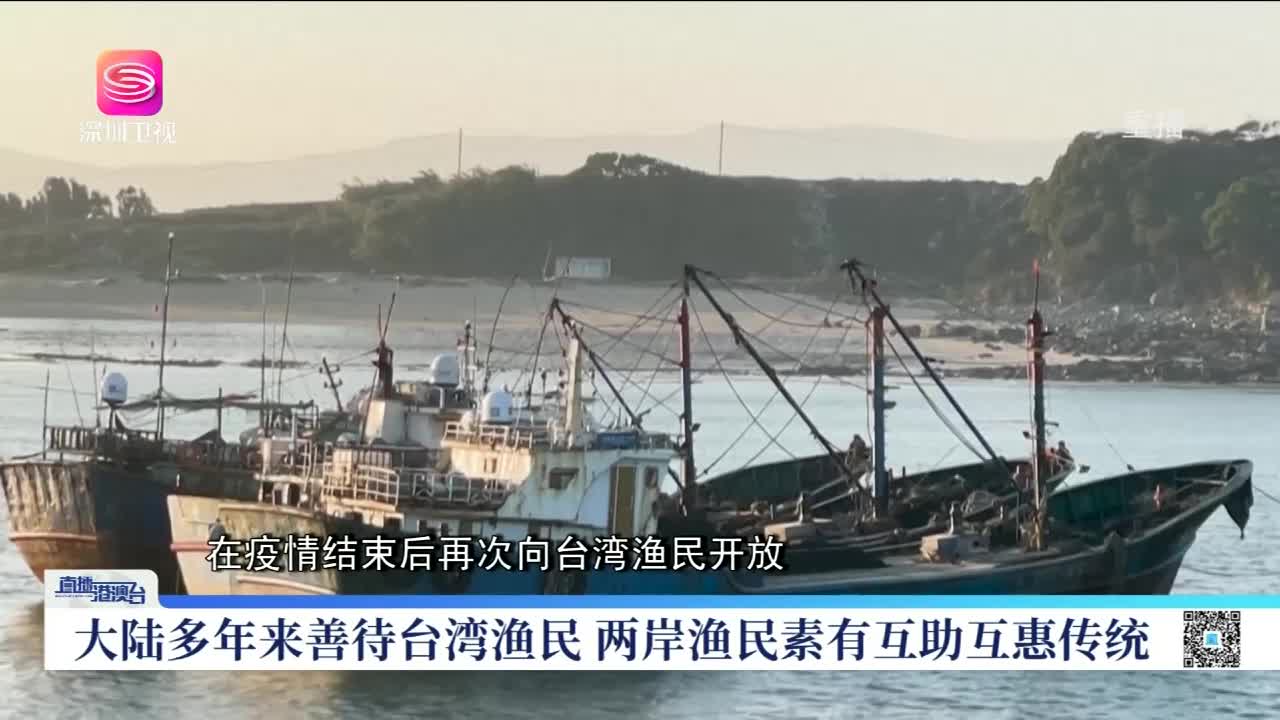 深圳卫视
重播
在疫情结束后再次向台湾渔民开放
直播港澳台
大陆多年来善待台湾渔民 两岸渔民素有互助互惠传统